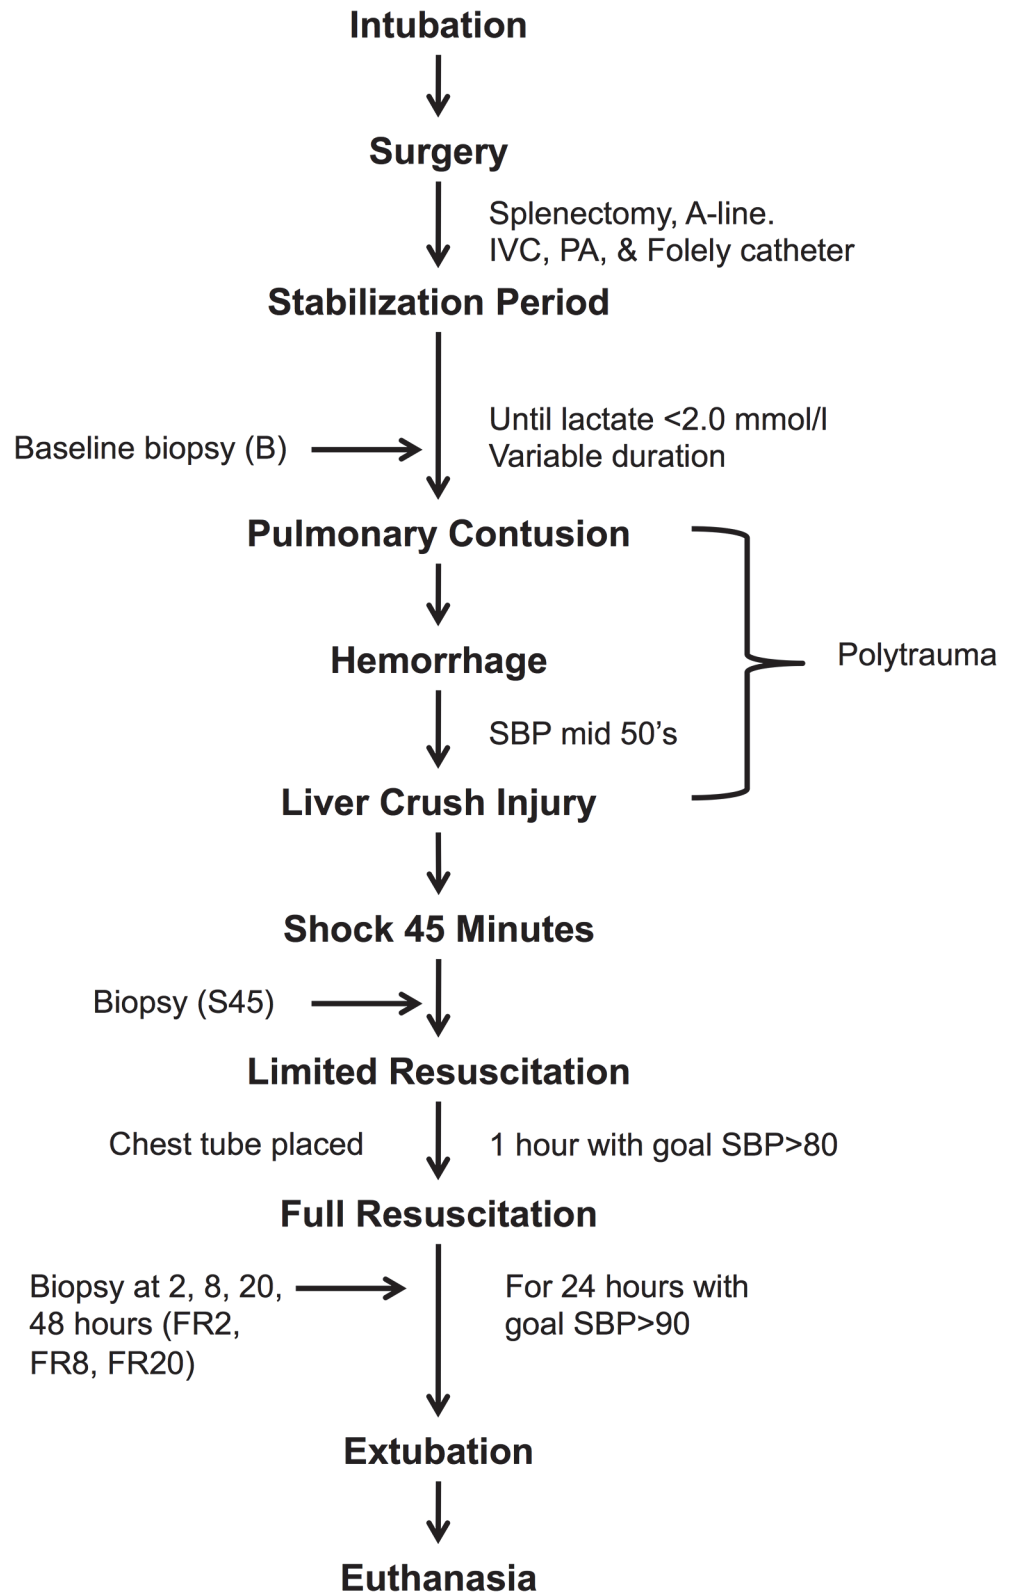 Intubation
Surgery
Splenectomy, A-line.
IVC, PA, & Folely catheter
Stabilization Period
Until lactate <2.0 mmol/l
Baseline biopsy (B)
Variable duration
Pulmonary Contusion
Hemorrhage
Polytrauma
SBP mid 50’s
Liver Crush Injury
Shock 45 Minutes
Biopsy (S45)
Limited Resuscitation
Chest tube placed
1 hour with goal SBP>80
Full Resuscitation
Biopsy at 2, 8, 20,
48 hours (FR2,
FR8, FR20)
For 24 hours with
goal SBP>90
Extubation
Euthanasia